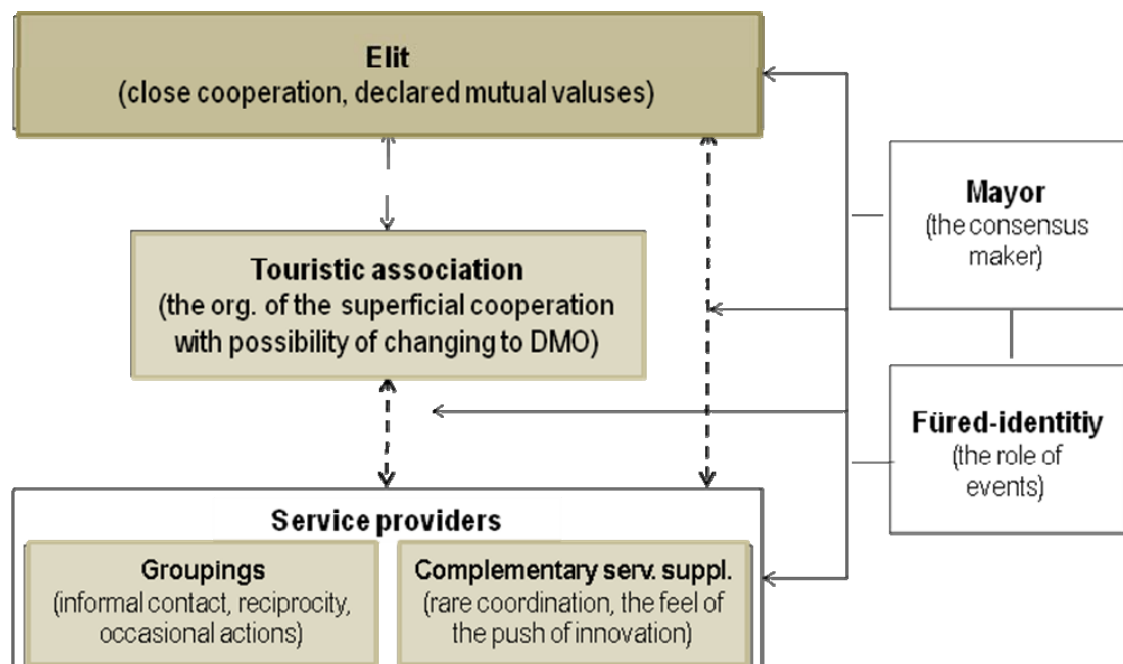 Elit
(close cooperation, declared mutual valuses)
Mayor
(the consensus
maker)
Touristic association
(the org. of the superficial cooperation
with possibility of changing to DMO)
Füred-identitiy
(the role of
events)
Service providers
Groupings
(informal contact, reciprocity,
occasional actions)
Complementary serv. suppl.
(rare coordination, the feel of
the push of innovation)